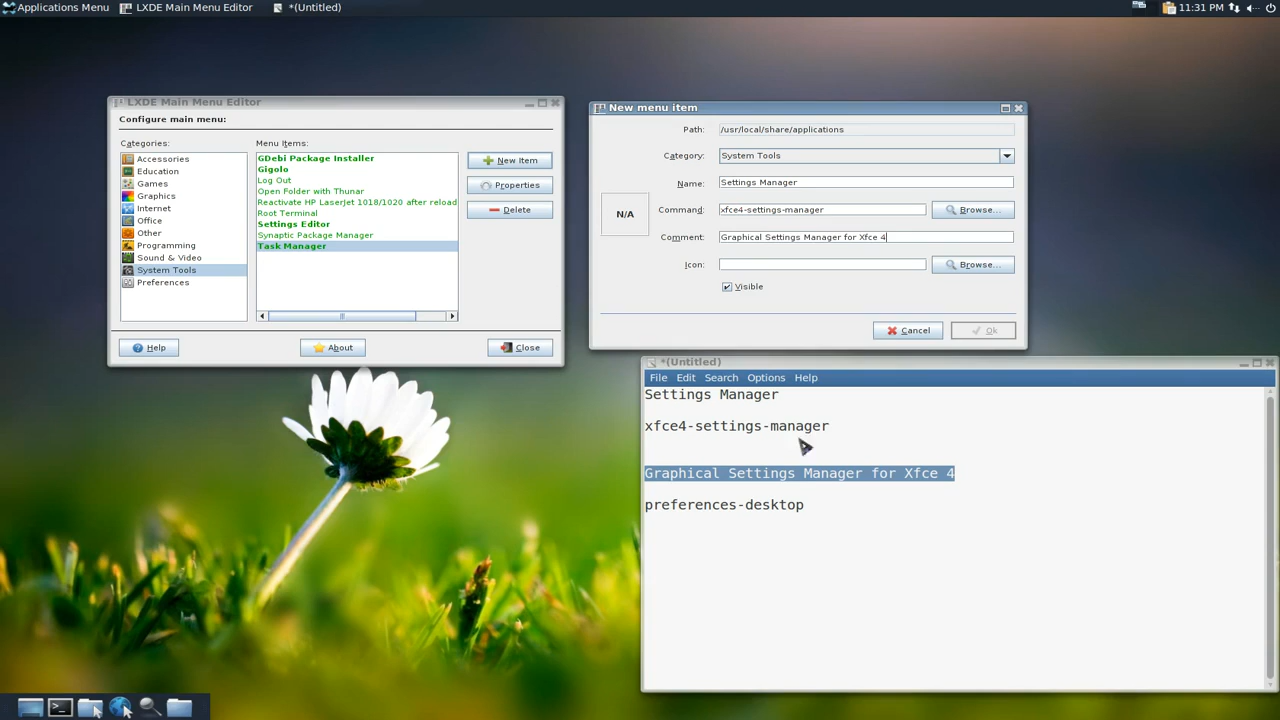 Applications Menu LXDE Main Menu Editor *(Untitled) 11:31 PM
LXDE Main Menu Editor
Configure main menu:
Categories:
Accessories
Education
Games
Graphics
Internet
Office
Other
Programming
Sound & Video
System Tools
Preferences
Menu Items:
GDebi Package Installer
Gigolo
Log Out
Open Folder with Thunar
Reactivate HP LaserJet 1018/1020 after reload
Root Terminal
Settings Editor
Synaptic Package Manager
Task Manager
New Item
Properties
Delete
Help
About
Close
New menu item
Path: /usr/local/share/applications
Category: System Tools
Name: Settings Manager
Command: xfce4-settings-manager Browse...
Comment: Graphical Settings Manager for Xfce 4
Icon: Browse...
N/A
Visible
Cancel
Ok
*(Untitled)
File Edit Search Options Help
Settings Manager
xfce4-settings-manager
Graphical Settings Manager for Xfce 4
preferences-desktop